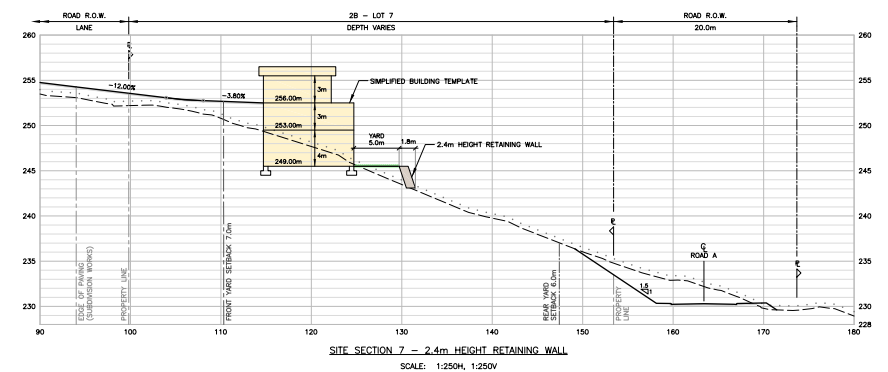 ROAD R.O.W.
2B - LOT 7
ROAD R.O.W.
LANE
DEPTH VARIES
20.0m
260
260
255
255
250
250
245
245
240
240
235
235
230
230
228
-12.00%
-3.80%
SIMPLIFIED BUILDING TEMPLATE
3m
256.00m
3m
253.00m
4m
249.00m
YARD
5.0m
1.8m
2.4m HEIGHT RETAINING WALL
EDGE OF PAVING
(SUBDIVISION WORKS)
PROPERTY LINE
FRONT YARD SETBACK 7.0m
REAR YARD
SETBACK 6.0m
PROPERTY
LINE
1.5
1
ROAD A
90
100
110
120
130
140
150
160
170
180
SITE SECTION 7 - 2.4m HEIGHT RETAINING WALL
SCALE: 1:250H, 1:250V